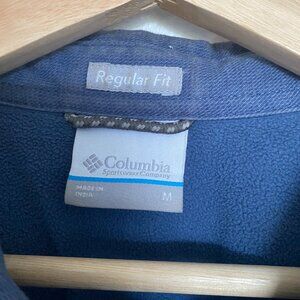 Regular Fit
Columbia
Sportswear Company
MADE IN
INDIA
M